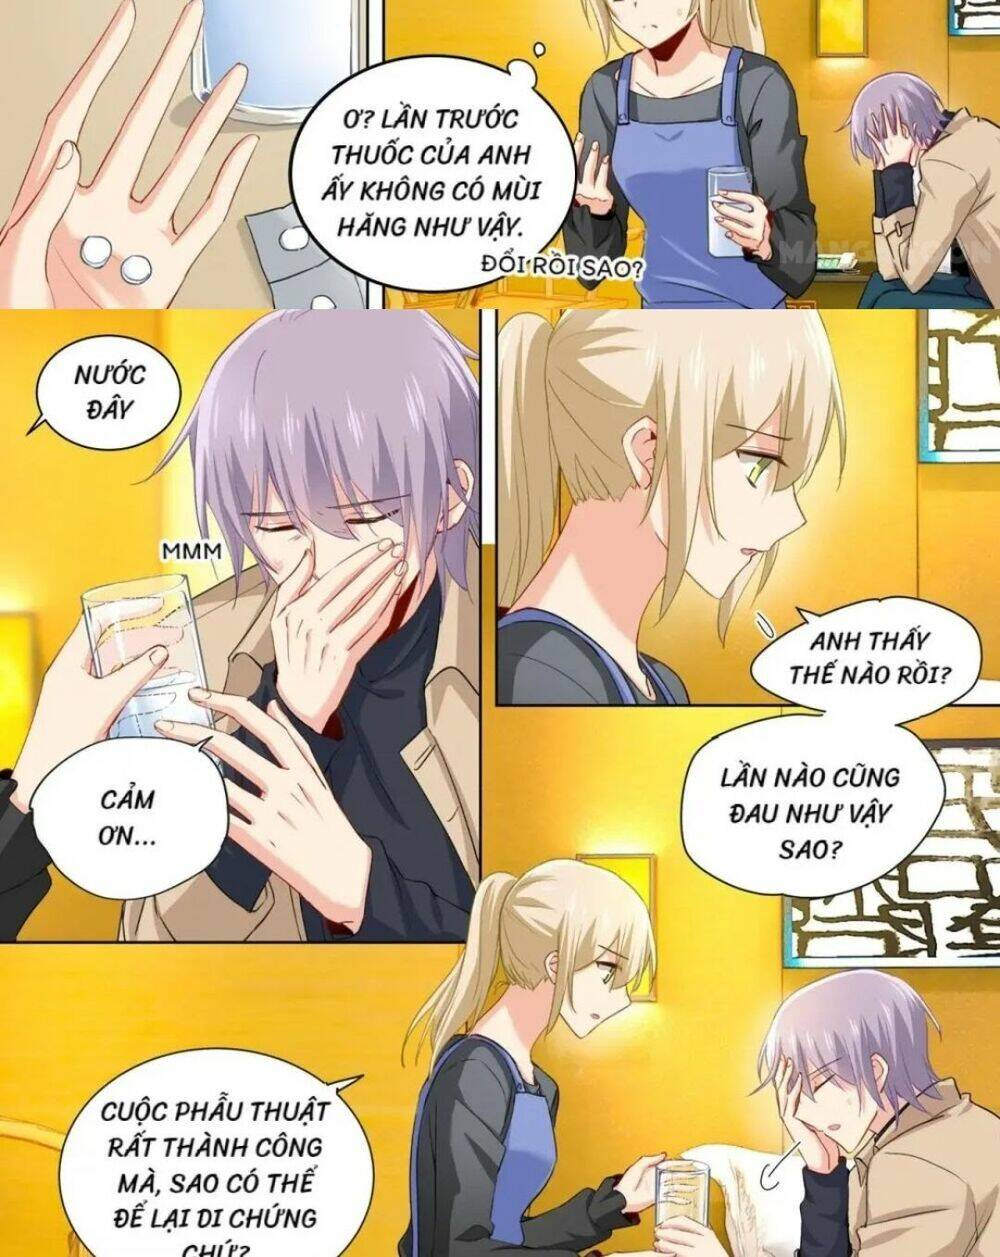 Ơ? LẦN TRƯỚC
THUỐC CỦA ANH
ẤY KHÔNG CÓ MÙI
HĂNG NHƯ VẬY.
ĐỔI RỒI SAO?
NƯỚC
ĐÂY
MMM
ANH THẤY
THẾ NÀO RỒI?
CẢM
ƠN...
LẦN NÀO CŨNG
ĐAU NHƯ VẬY
SAO?
CUỘC PHẪU THUẬT
RẤT THÀNH CÔNG
MÀ, SAO CÓ THỂ
ĐỂ LẠI DI CHỨNG
CHỨ?